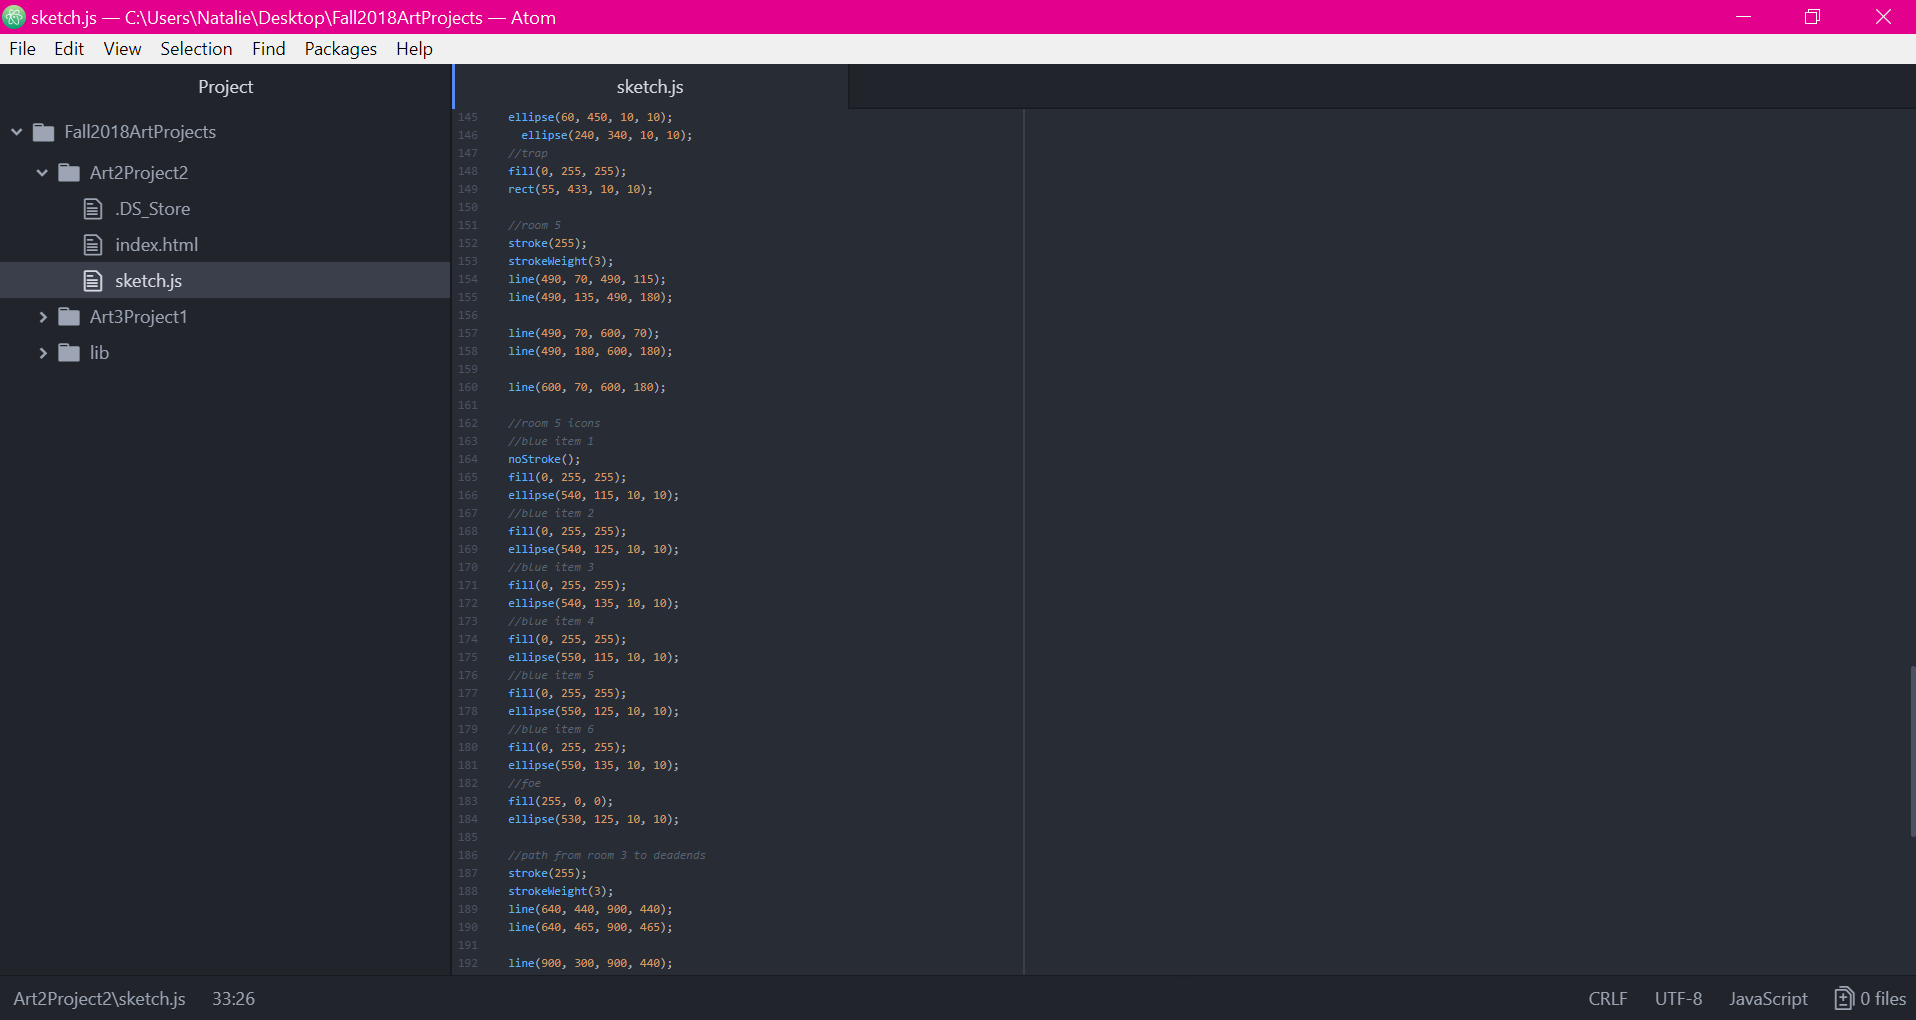 sketch.js — C:\Users\Natalie\Desktop\Fall2018ArtProjects — Atom
File Edit View Selection Find Packages Help
Project
sketch.js
Fall2018ArtProjects
Art2Project2
.DS_Store
index.html
sketch.js
Art3Project1
lib
145 ellipse(60, 450, 10, 10);
146 ellipse(240, 340, 10, 10);
147 //trap
148 fill(0, 255, 255);
149 rect(55, 433, 10, 10);
150
151 //room 5
152 stroke(255);
153 strokeWeight(3);
154 line(490, 70, 490, 115);
155 line(490, 135, 490, 180);
156
157 line(490, 70, 600, 70);
158 line(490, 180, 600, 180);
159
160 line(600, 70, 600, 180);
161
162 //room 5 icons
163 //blue item 1
164 noStroke();
165 fill(0, 255, 255);
166 ellipse(540, 115, 10, 10);
167 //blue item 2
168 fill(0, 255, 255);
169 ellipse(540, 125, 10, 10);
170 //blue item 3
171 fill(0, 255, 255);
172 ellipse(540, 135, 10, 10);
173 //blue item 4
174 fill(0, 255, 255);
175 ellipse(550, 115, 10, 10);
176 //blue item 5
177 fill(0, 255, 255);
178 ellipse(550, 125, 10, 10);
179 //blue item 6
180 fill(0, 255, 255);
181 ellipse(550, 135, 10, 10);
182 //foe
183 fill(255, 0, 0);
184 ellipse(530, 125, 10, 10);
185
186 //path from room 3 to deadends
187 stroke(255);
188 strokeWeight(3);
189 line(640, 440, 900, 440);
190 line(640, 465, 900, 465);
191
192 line(900, 300, 900, 440);
Art2Project2\sketch.js 33:26
CRLF UTF-8 JavaScript 0 files